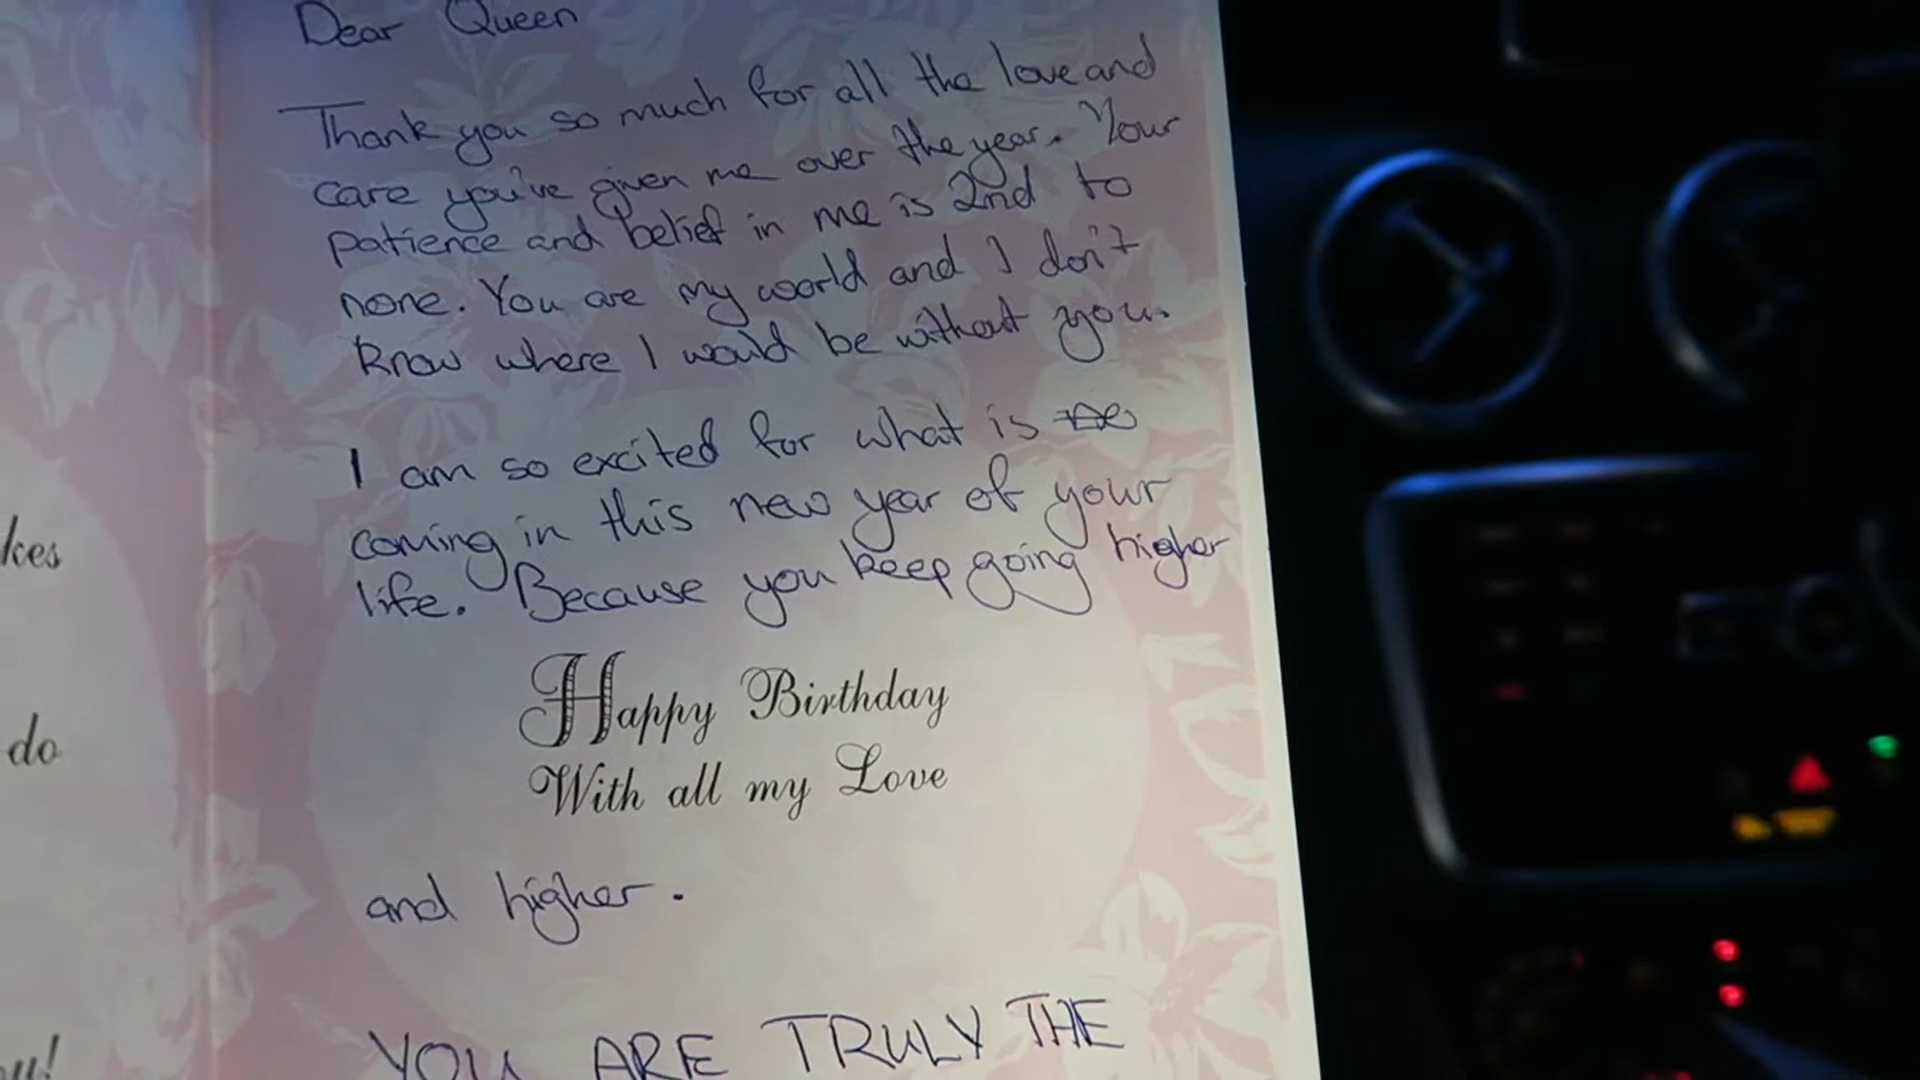 Dear Queen
Thank you so much for all the love and
care you've given me over the year. Your
patience and belief in me is 2nd to
none. You are my world and I don't
know where I would be without you.
I am so excited for what is
coming in this new year of your
life. Because you keep going higher
Happy Birthday
With all my Love
and higher.
YOU ARE TRULY THE
kes
do
u!